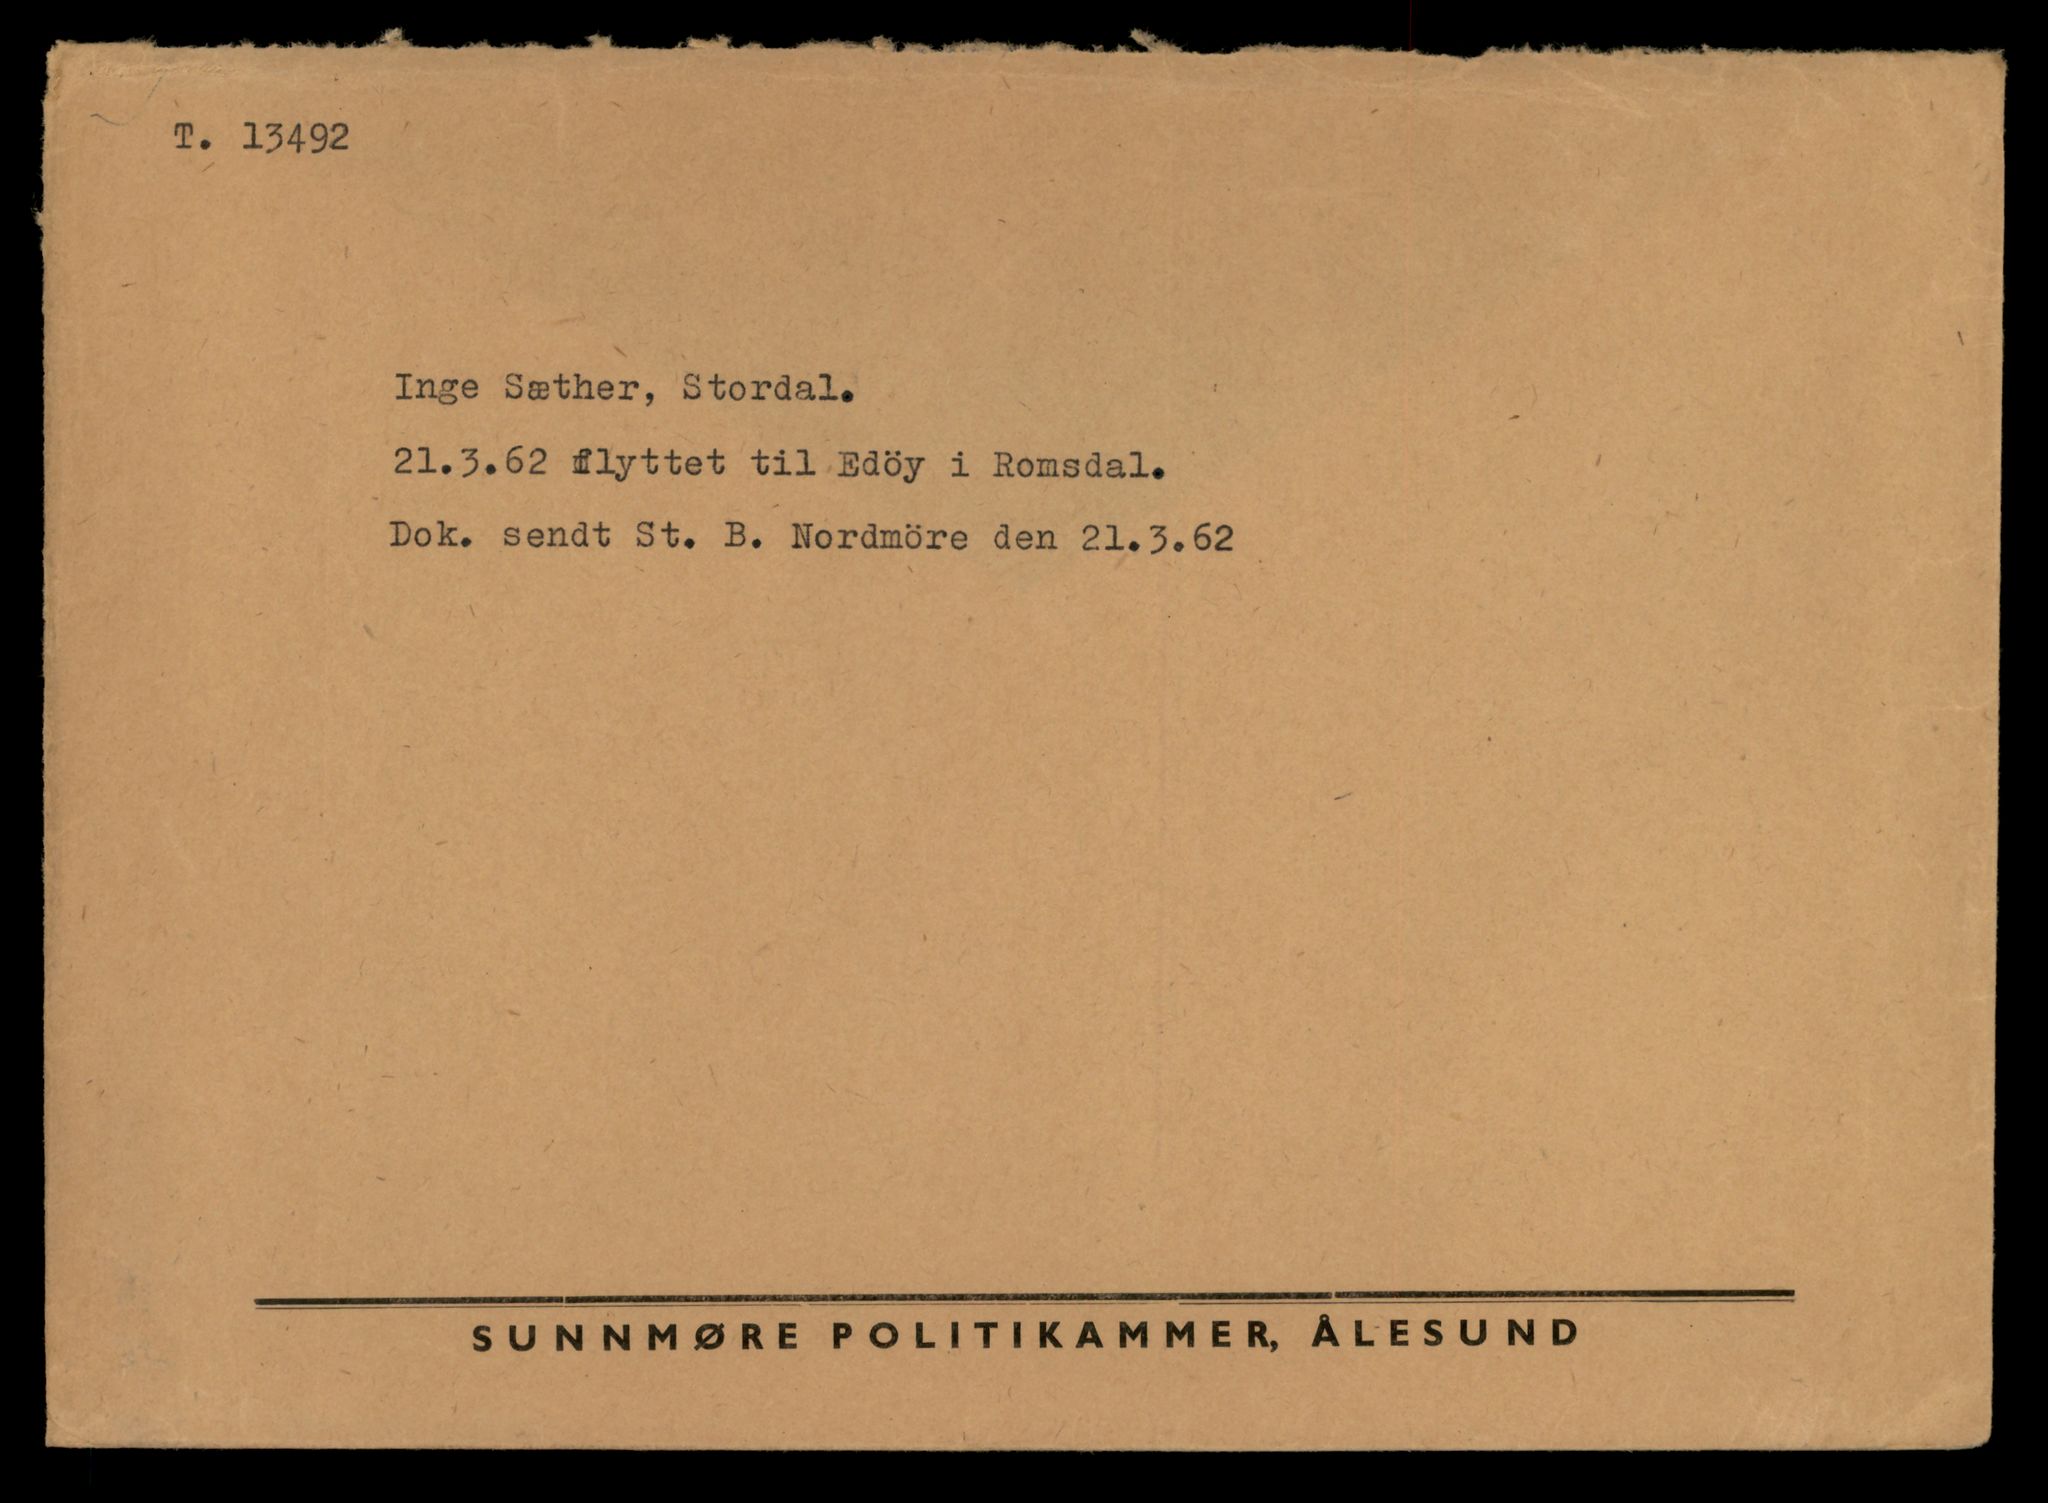 T. 13492
Inge Sæther, Stordal.
21.3.62 flyttet til Edöy i Romsdal.
Dok. sendt St. B. Nordmöre den 21.3.62
SUNNMØRE POLITIKAMMER, ÅLESUND